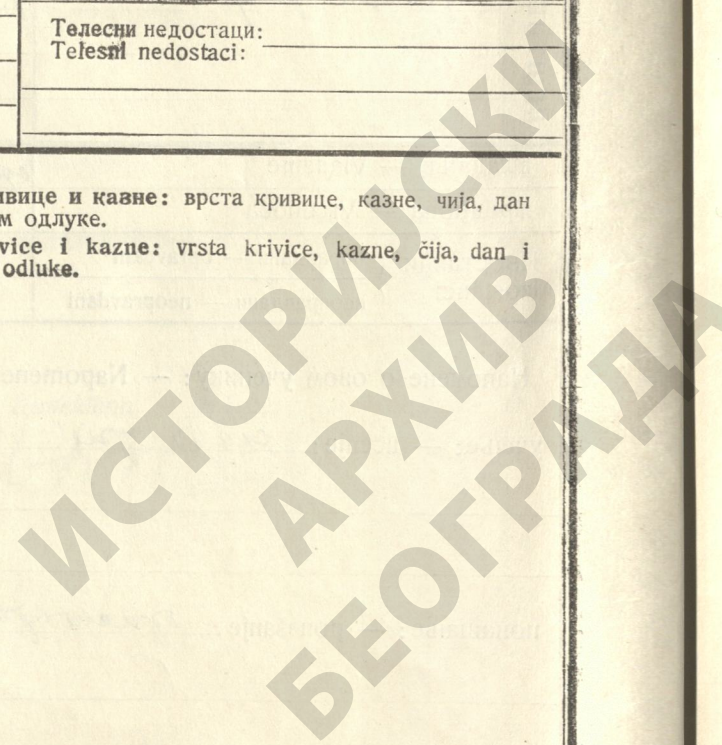 Телесни недостаци:
Telesni nedostaci:
ивице и казне: врста кривице, казне, чија, дан
м одлуке.
vice i kazne: vrsta krivice, kazne, čija, dan i
odluke.
ИСТОРИЈСКИ
АРХИВ
БЕОГРАДА